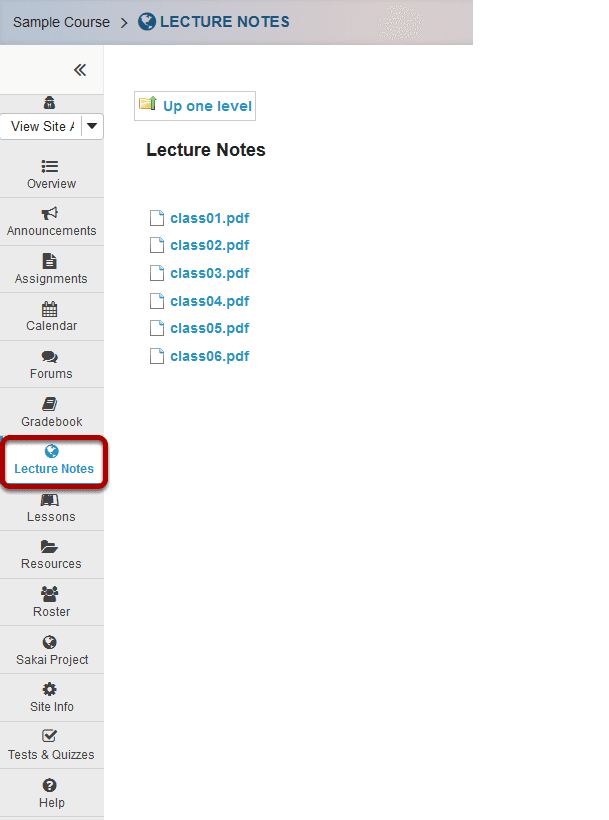 Sample Course > LECTURE NOTES
View Site A
Overview
Announcements
Assignments
Calendar
Forums
Gradebook
Lecture Notes
Lessons
Resources
Roster
Sakai Project
Site Info
Tests & Quizzes
Help
Up one level
Lecture Notes
class01.pdf
class02.pdf
class03.pdf
class04.pdf
class05.pdf
class06.pdf